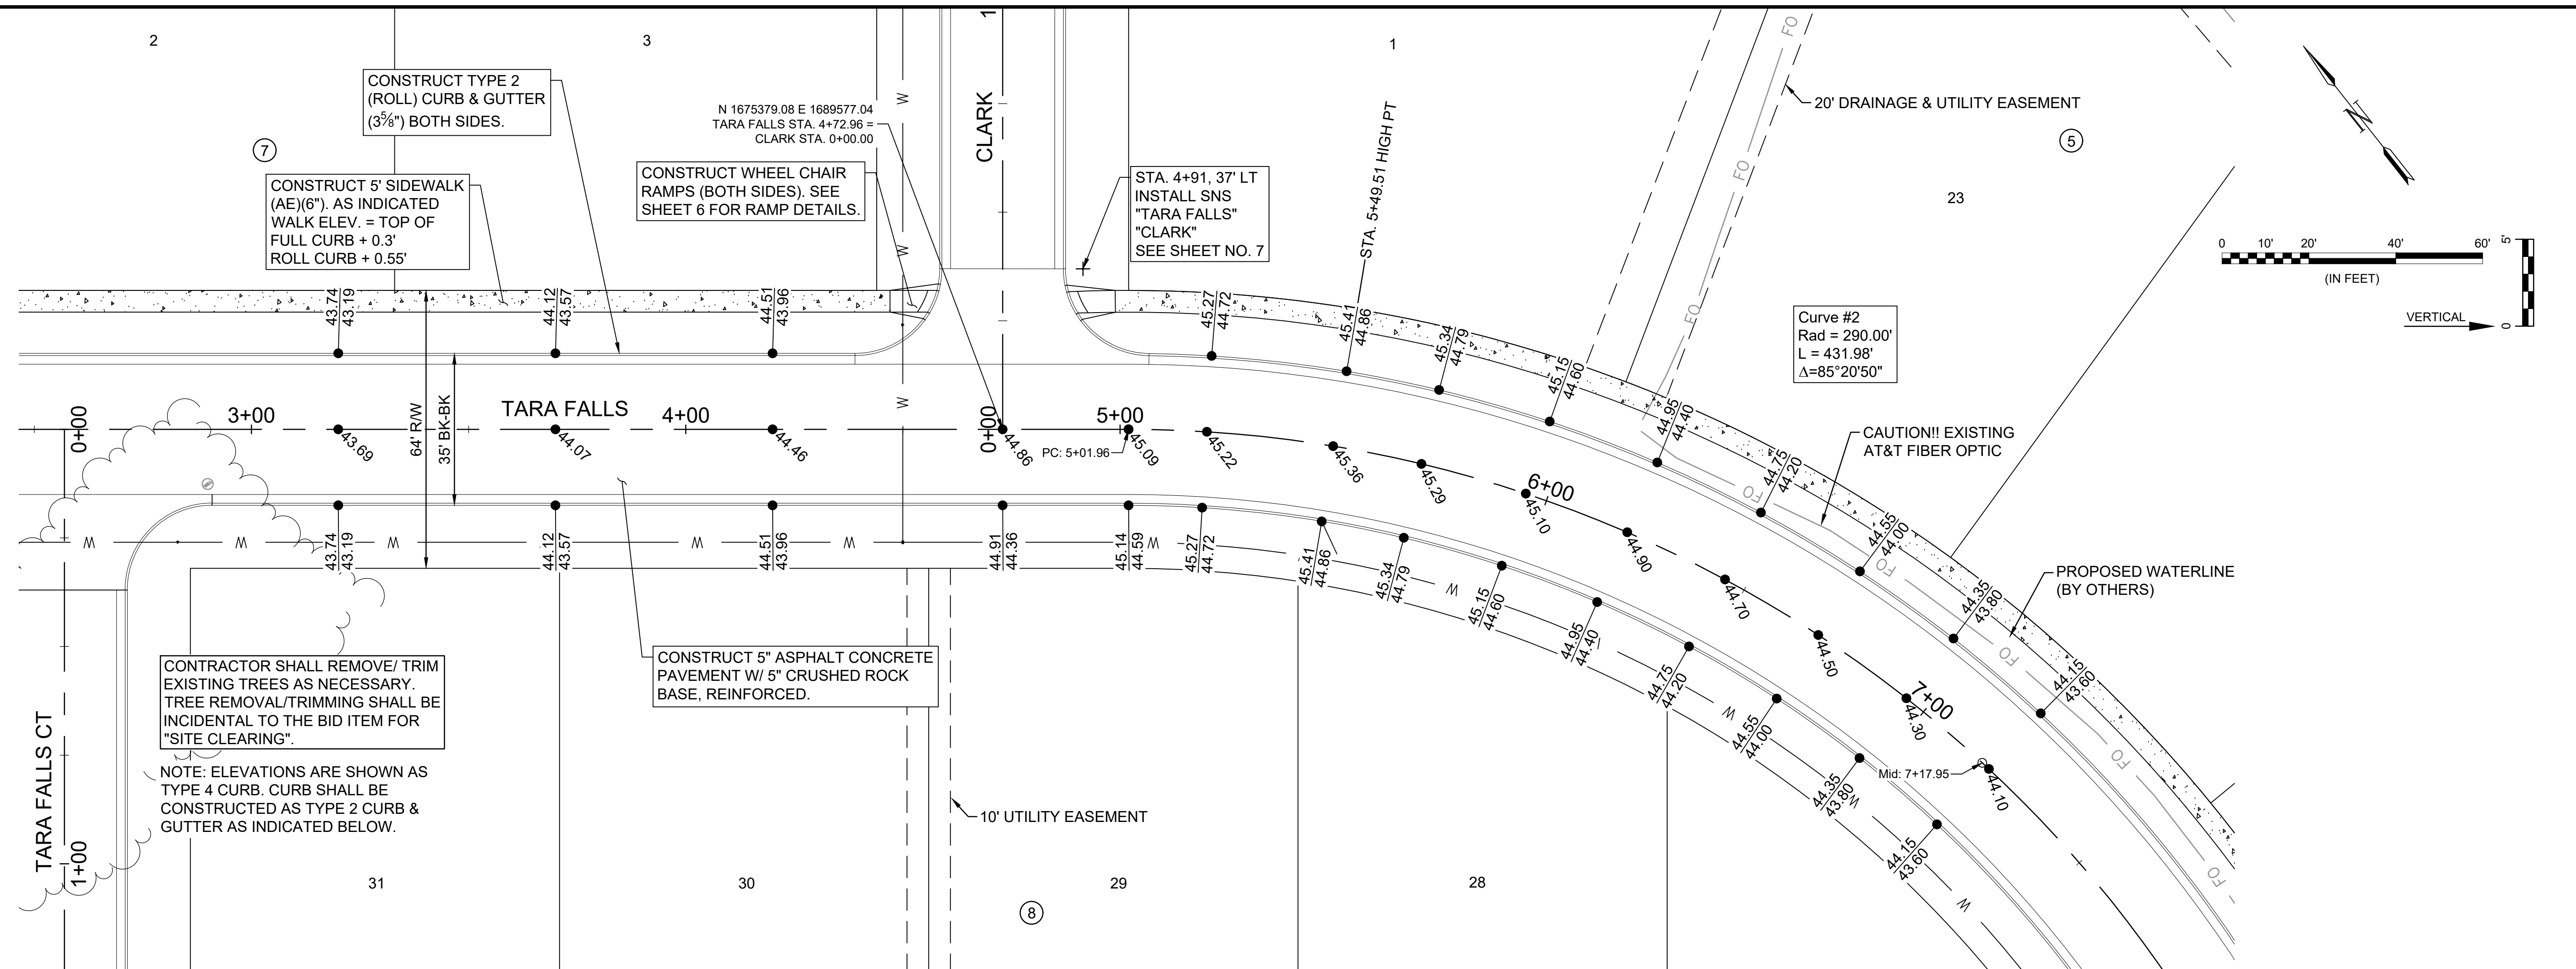 2
3
1
CONSTRUCT TYPE 2
(ROLL) CURB & GUTTER
(3⅝") BOTH SIDES.
7
CONSTRUCT 5' SIDEWALK
(AE)(6"). AS INDICATED
WALK ELEV. = TOP OF
FULL CURB + 0.3'
ROLL CURB + 0.55'
N 1675379.08 E 1689577.04
TARA FALLS STA. 4+72.96 =
CLARK STA. 0+00.00
CONSTRUCT WHEEL CHAIR
RAMPS (BOTH SIDES). SEE
SHEET 6 FOR RAMP DETAILS.
W
W
W
1
CLARK
STA. 4+91, 37' LT
INSTALL SNS
"TARA FALLS"
"CLARK"
SEE SHEET NO. 7
STA. 5+49.51 HIGH PT
FO
FO
FO
20' DRAINAGE & UTILITY EASEMENT
5
23
N
0 10' 20' 40' 60'
(IN FEET)
5'
0
VERTICAL
Curve #2
Rad = 290.00'
L = 431.98'
Δ=85°20'50"
43.74
43.19
44.12
43.57
44.51
43.96
45.27
44.72
45.41
44.86
45.34
44.79
45.15
44.60
44.95
44.40
44.75
44.20
44.55
44.00
44.35
43.80
44.15
43.60
CAUTION!! EXISTING
AT&T FIBER OPTIC
PROPOSED WATERLINE
(BY OTHERS)
FO
FO
FO
FO
FO
FO
0+00
3+00
64' R/W
35' BK-BK
TARA FALLS
4+00
0+00
5+00
PC: 5+01.96
6+00
7+00
Mid: 7+17.95
43.69
44.07
44.46
44.86
45.09
45.22
45.36
45.29
45.10
44.90
44.70
44.50
44.30
44.10
W
W
W
W
W
W
W
W
W
W
43.74
43.19
44.12
43.57
44.51
43.96
44.91
44.36
45.14
44.59
45.27
44.72
45.41
44.86
45.34
44.79
45.15
44.60
44.95
44.40
44.75
44.20
44.55
44.00
44.35
43.80
44.15
43.60
CONTRACTOR SHALL REMOVE/ TRIM
EXISTING TREES AS NECESSARY.
TREE REMOVAL/TRIMMING SHALL BE
INCIDENTAL TO THE BID ITEM FOR
"SITE CLEARING".
NOTE: ELEVATIONS ARE SHOWN AS
TYPE 4 CURB. CURB SHALL BE
CONSTRUCTED AS TYPE 2 CURB &
GUTTER AS INDICATED BELOW.
CONSTRUCT 5" ASPHALT CONCRETE
PAVEMENT W/ 5" CRUSHED ROCK
BASE, REINFORCED.
10' UTILITY EASEMENT
TARA FALLS CT
1+00
31
30
29
28
8